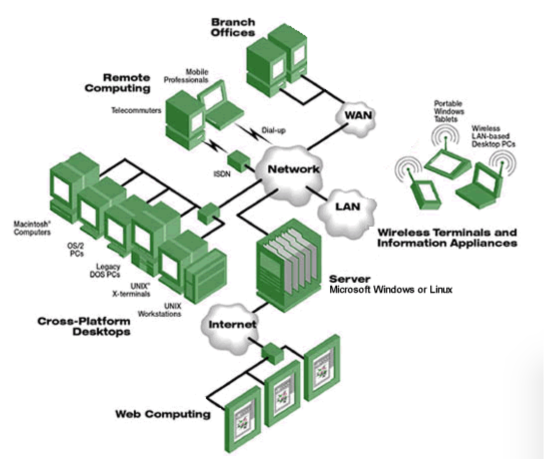 Branch
Offices
Remote
Computing
Mobile
Professionals
Telecommuters
Dial-up
ISDN
WAN
Network
LAN
Portable
Windows
Tablets
Wireless
LAN-based
Desktop PCs
Wireless Terminals and
Information Appliances
Macintosh®
Computers
OS/2
PCs
Legacy
DOS PCs
UNIX®
X-terminals
UNIX
Workstations
Cross-Platform
Desktops
Server
Microsoft Windows or Linux
Internet
Web Computing